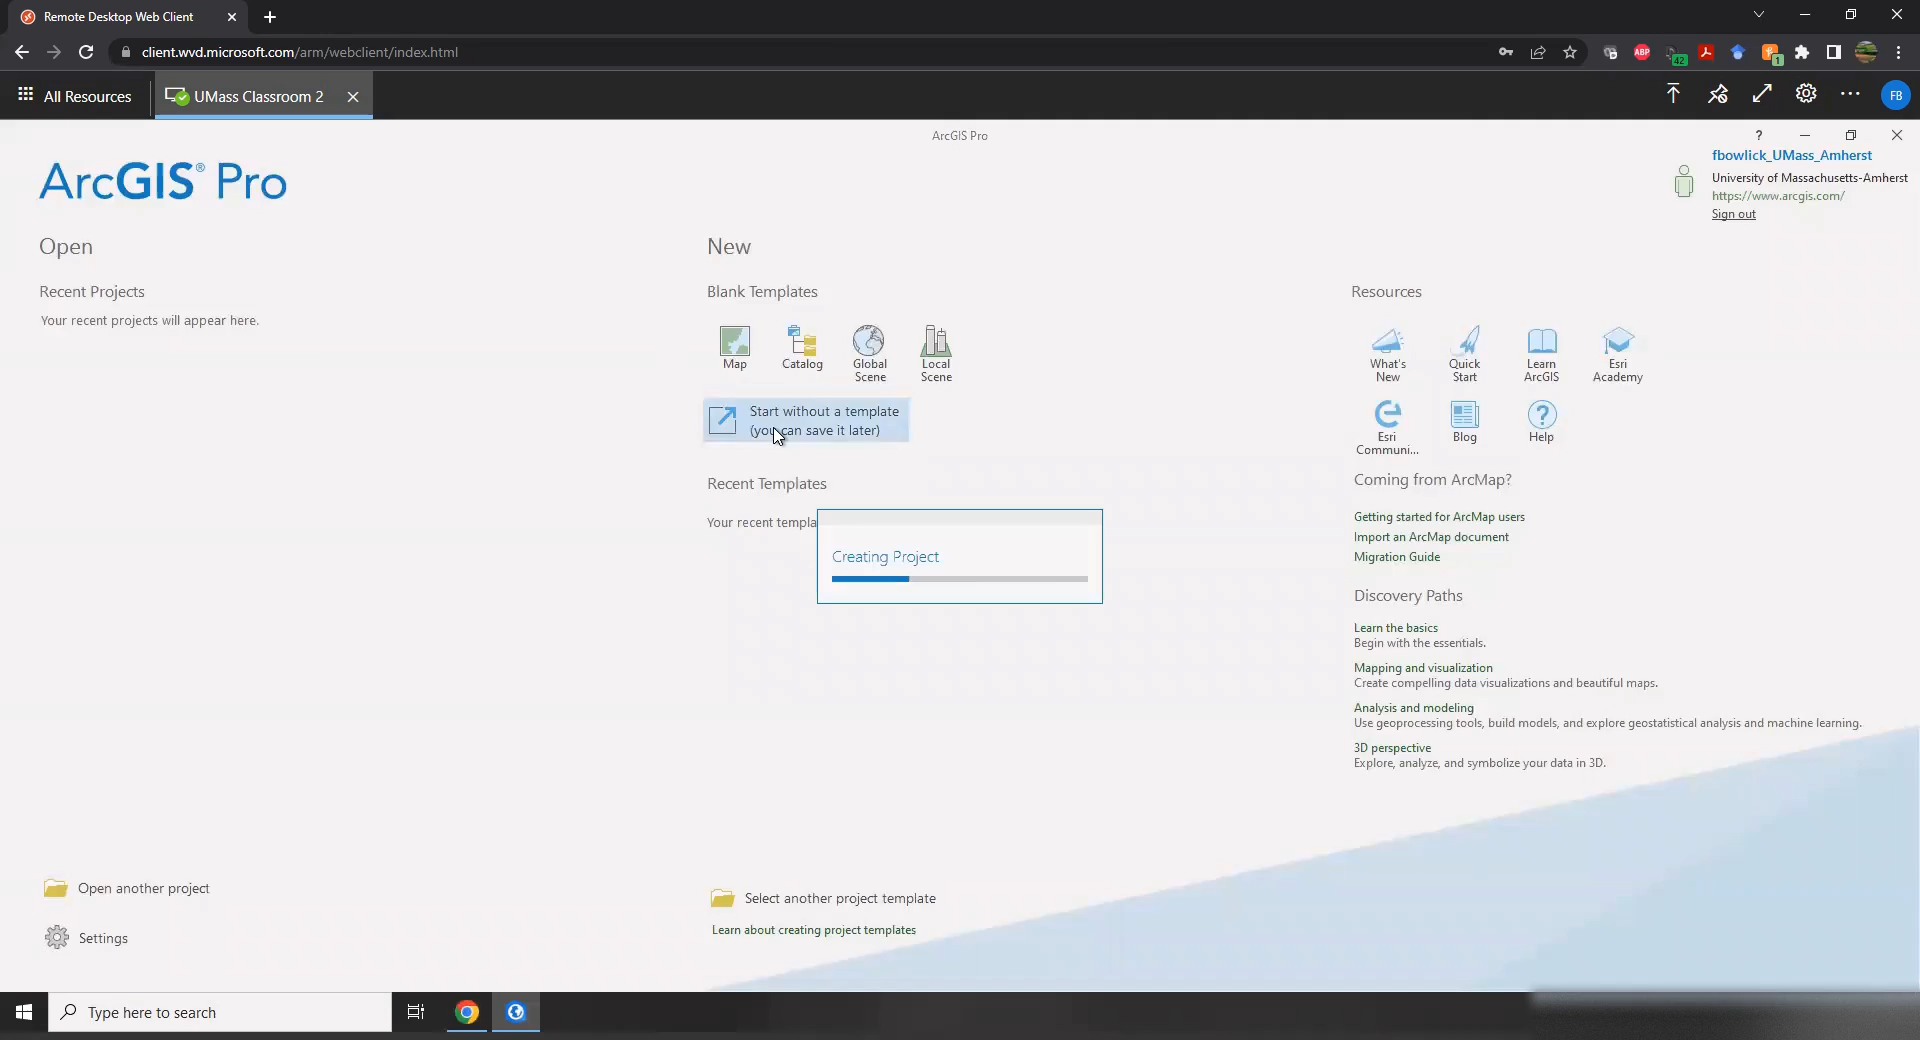 Remote Desktop Web Client
client.wvd.microsoft.com/arm/webclient/index.html
ABP
42
1
All Resources
UMass Classroom 2
FB
ArcGIS Pro
?
ArcGIS® Pro
fbowlick_UMass_Amherst
University of Massachusetts-Amherst
https://www.arcgis.com/
Sign out
Open
Recent Projects
Your recent projects will appear here.
New
Blank Templates
Map
Catalog
Global
Scene
Local
Scene
Start without a template
(you can save it later)
Recent Templates
Your recent templa
Creating Project
Resources
What's
New
Quick
Start
Learn
ArcGIS
Esri
Academy
Esri
Communi...
Blog
Help
Coming from ArcMap?
Getting started for ArcMap users
Import an ArcMap document
Migration Guide
Discovery Paths
Learn the basics
Begin with the essentials.
Mapping and visualization
Create compelling data visualizations and beautiful maps.
Analysis and modeling
Use geoprocessing tools, build models, and explore geostatistical analysis and machine learning.
3D perspective
Explore, analyze, and symbolize your data in 3D.
Open another project
Settings
Select another project template
Learn about creating project templates
Type here to search